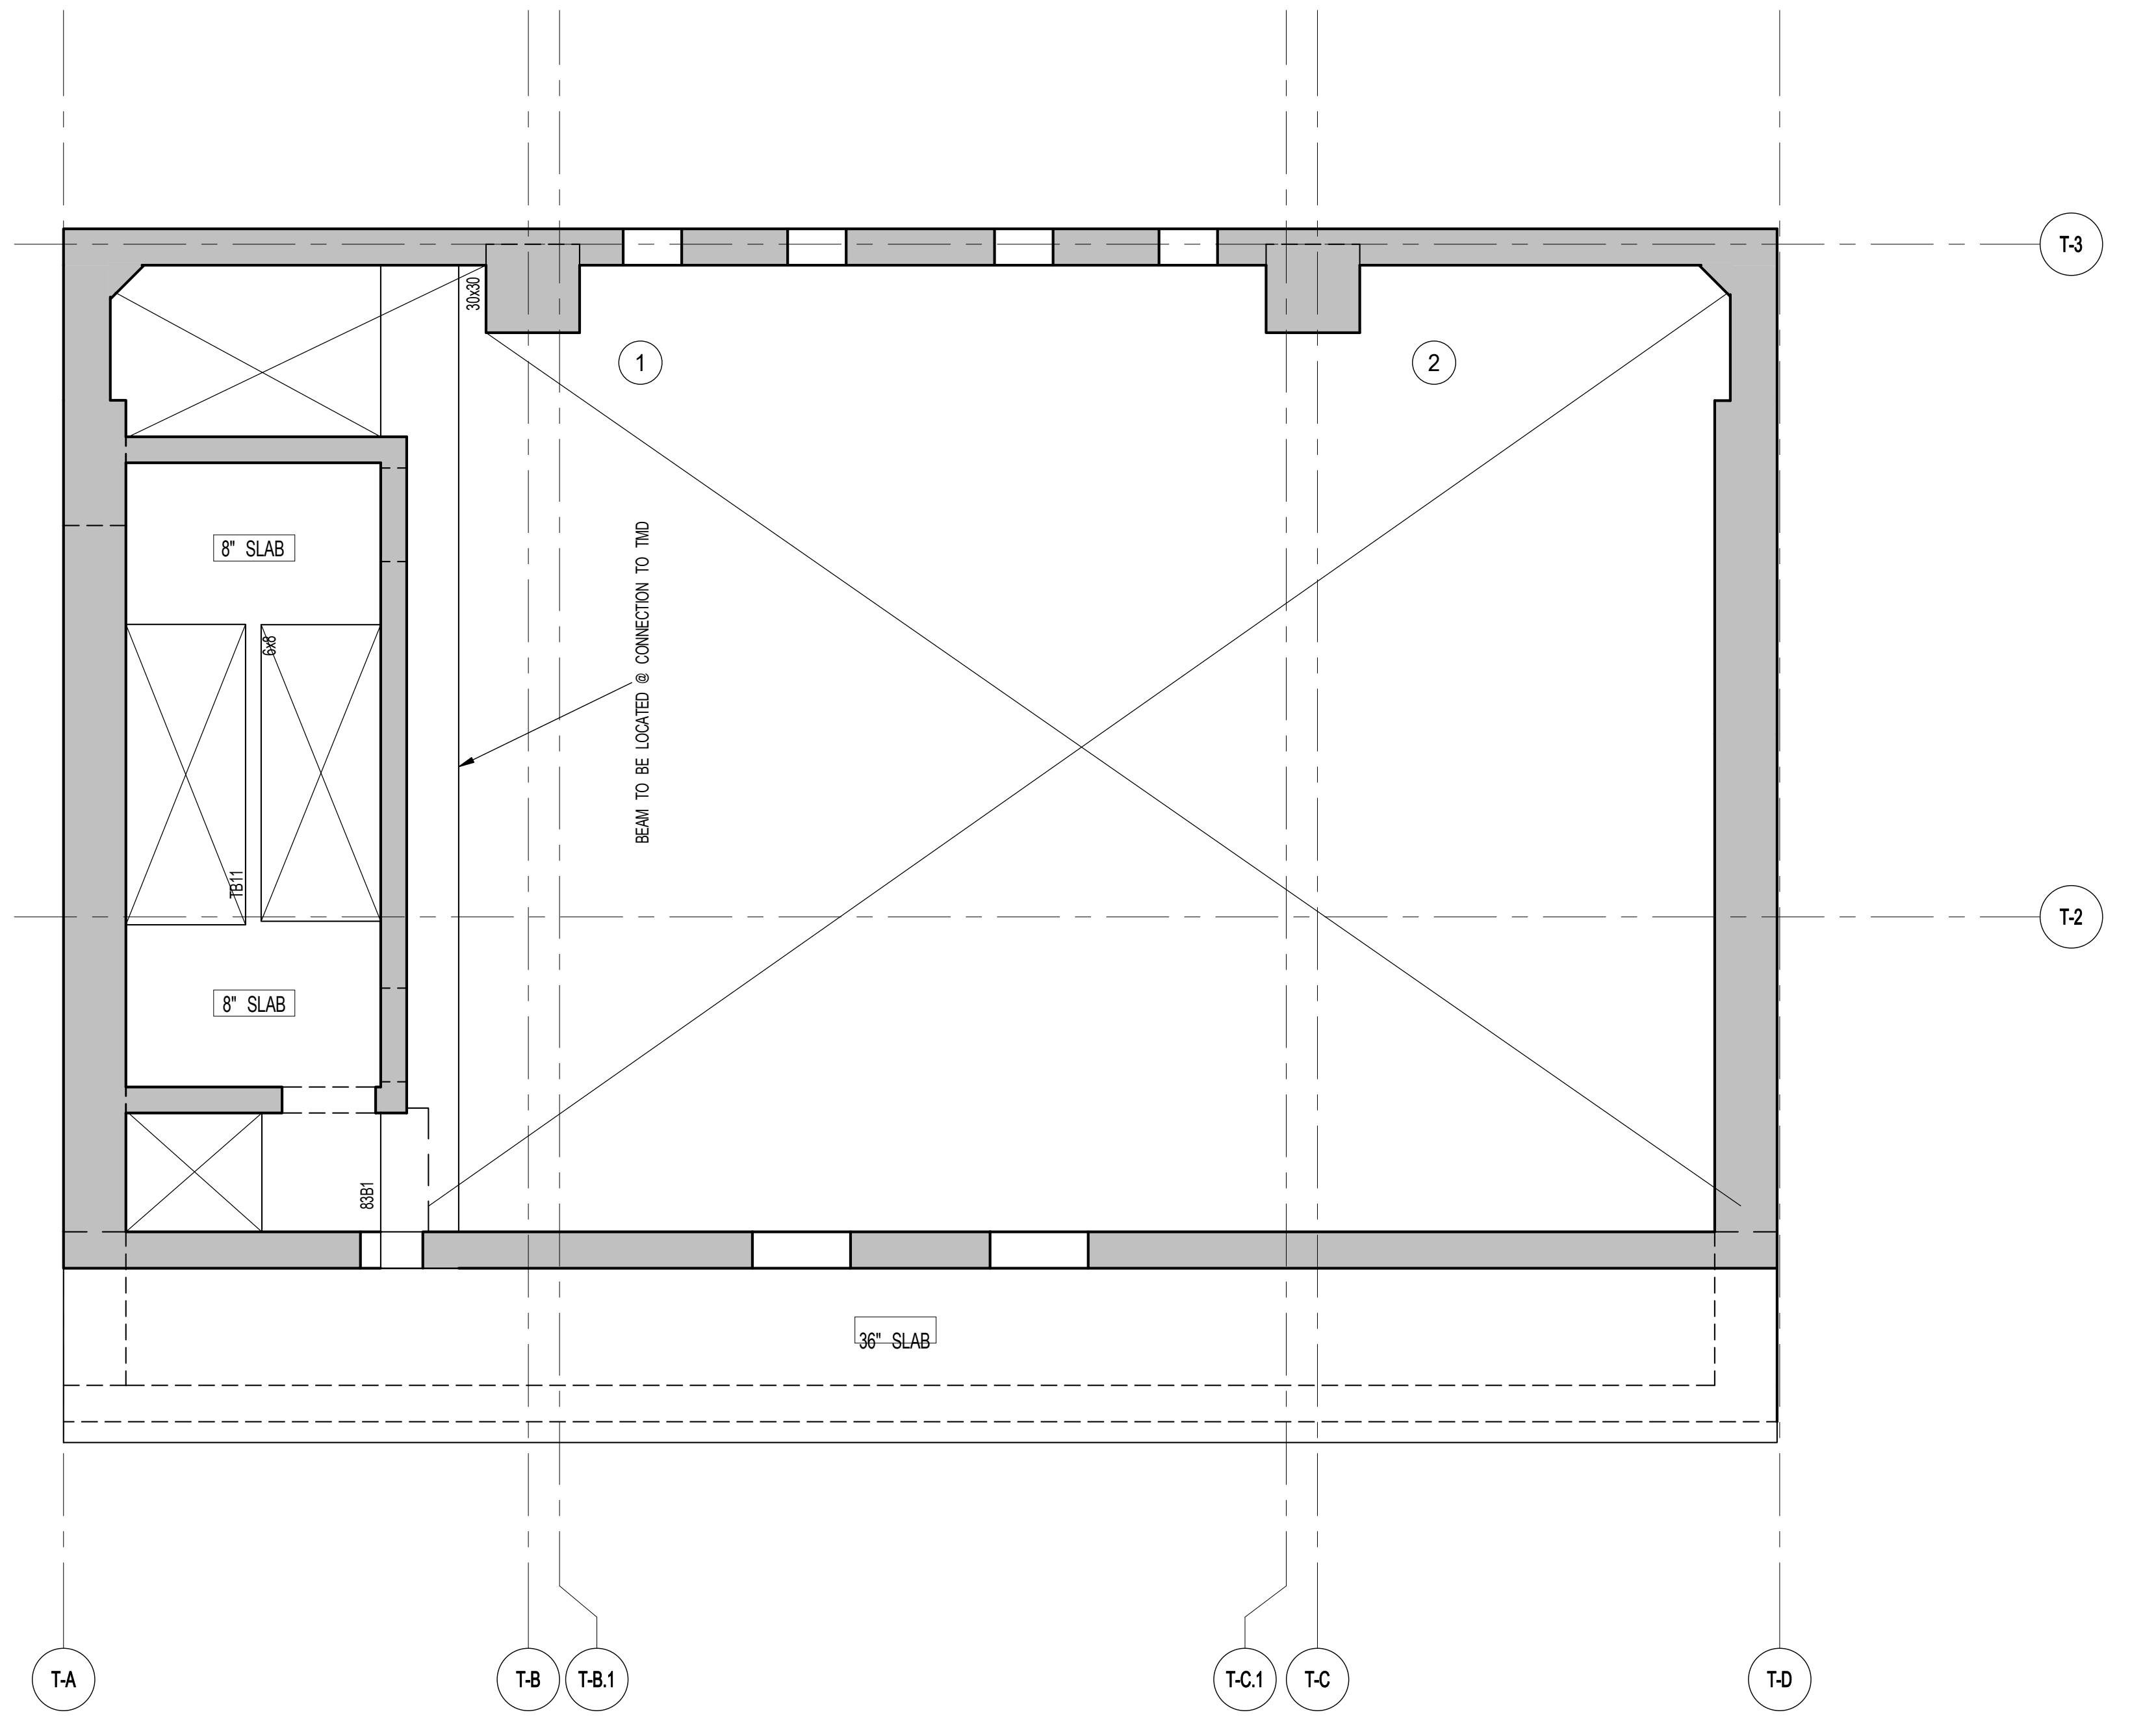 T-3
30x30
1
2
8" SLAB
BEAM TO BE LOCATED @ CONNECTION TO TMD
6x8
TB11
T-2
8" SLAB
83B1
36" SLAB
T-A
T-B
T-B.1
T-C.1
T-C
T-D